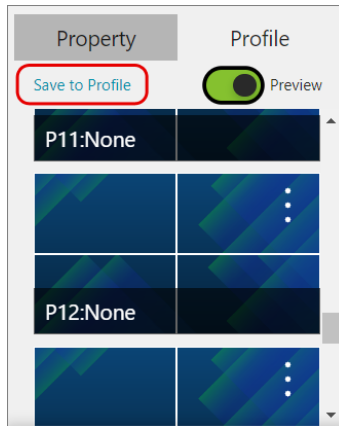 Property Profile
Save to Profile Preview
P11:None
P12:None